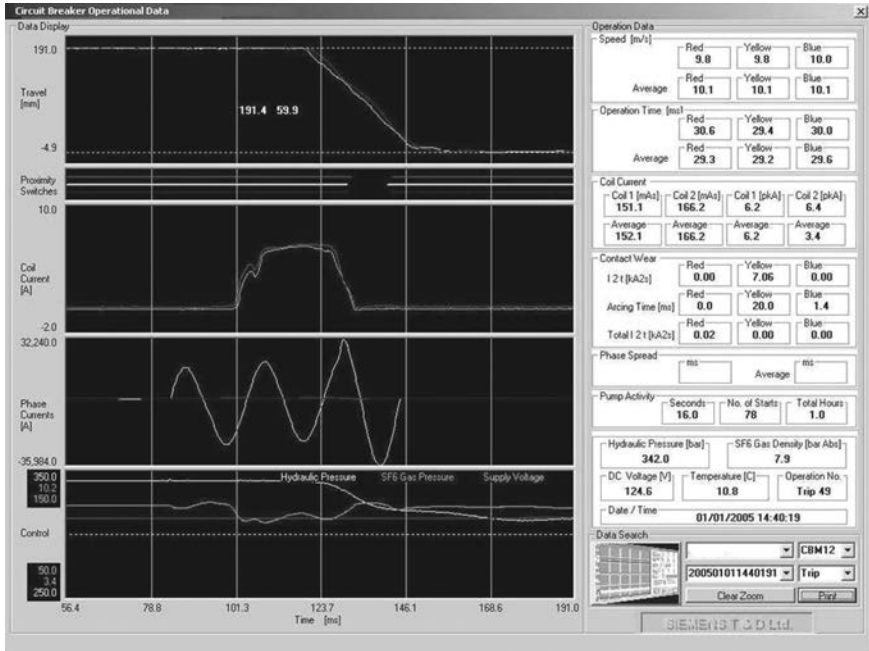 Circuit Breaker Operational Data
Data Display
191.0
Travel
[mm]
191.4 59.9
4.9
Proximity
Switches
10.0
Coil
Current
[A]
-2.0
32,240.0
Phase
Currents
[A]
-35,984.0
350.0
10.2
150.0
Hydraulic Pressure SF6 Gas Pressure Supply Voltage
Control
50.0
3.4
250.0
56.4 78.8 101.3 123.7 146.1 168.6 191.0
Time [ms]
Operation Data
Speed [m/s]
Red Yellow Blue
9.8 9.8 10.0
Average 10.1 10.1 10.1
Operation Time [ms]
Red Yellow Blue
30.6 29.4 30.0
Red Yellow Blue
Average 29.3 29.2 29.6
Coil Current
Coil 1 [mAs] Coil 2 [mAs] Coil 1 [pkA] Coil 2 [pkA]
151.1 166.2 6.2 6.4
Average Average Average Average
152.1 166.2 6.2 3.4
Contact Wear
Red Yellow Blue
I 2 t [kA2s] 0.00 7.06 0.00
Red Yellow Blue
Arcing Time [ms] 0.0 20.0 1.4
Red Yellow Blue
Total I 2 t [kA2s] 0.02 0.00 0.00
Phase Spread
ms ms
Average
Pump Activity
Seconds No. of Starts Total Hours
16.0 78 1.0
Hydraulic Pressure [bar] SF6 Gas Density [bar Abs]
342.0 7.9
DC Voltage [V] Temperature [C] Operation No.
124.6 10.8 Trip 49
Date / Time
01/01/2005 14:40:19
Data Search
CBM12
200501011440191 Trip
Clear Zoom Print
SIEMENS T & D Ltd.